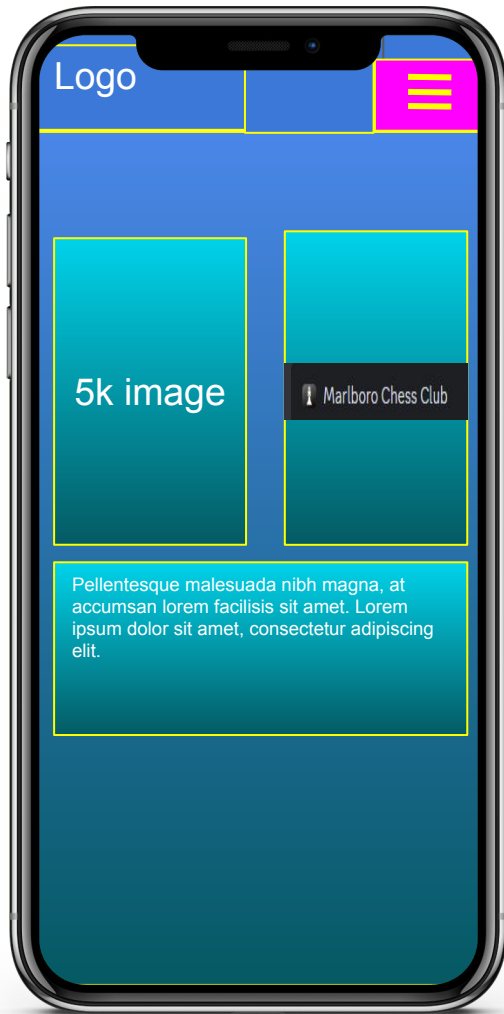 Logo
5k image
Marlboro Chess Club
Pellentesque malesuada nibh magna, at
accumsan lorem facilisis sit amet. Lorem
ipsum dolor sit amet, consectetur adipiscing
elit.